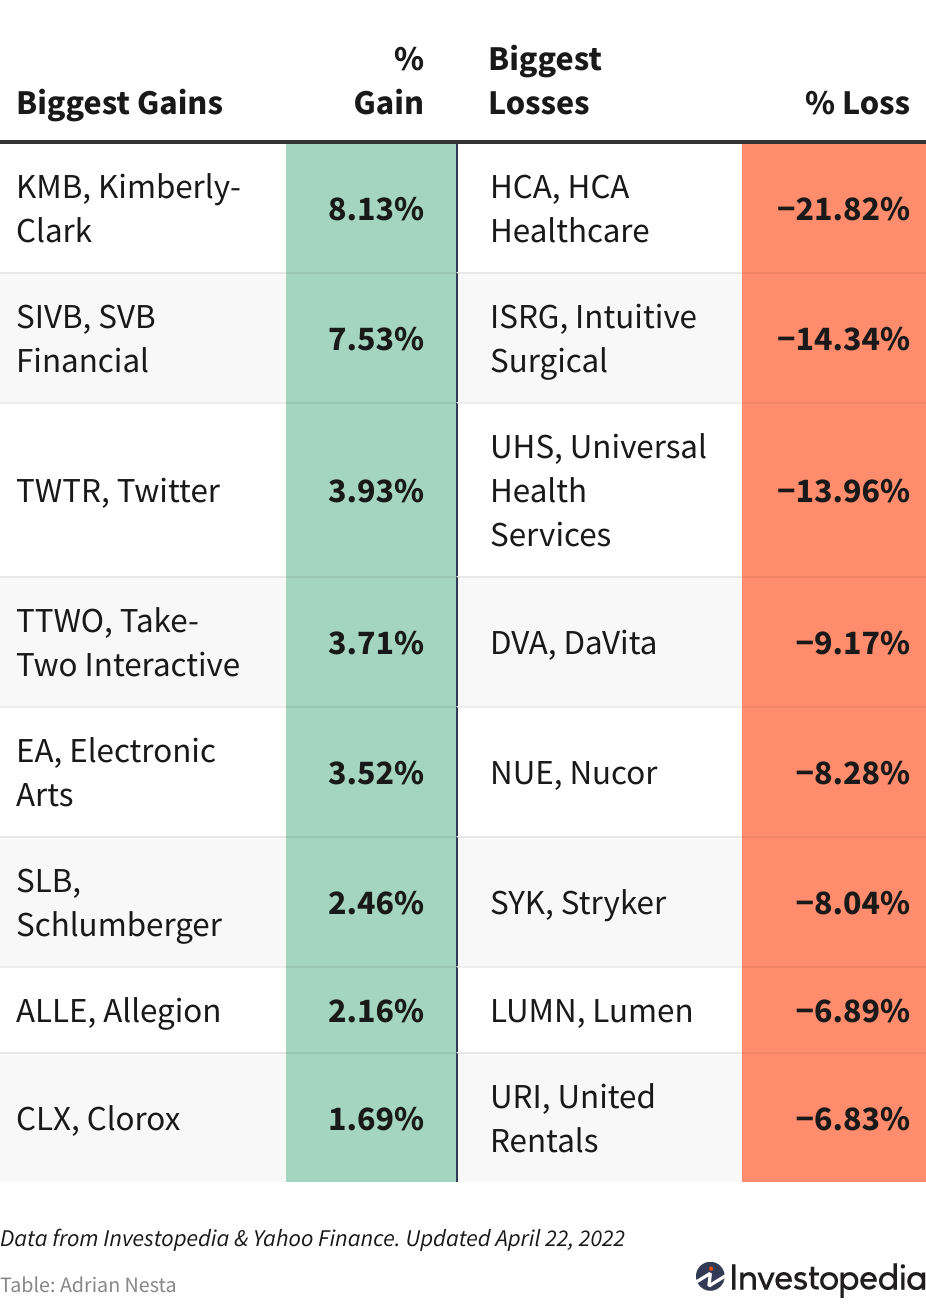 Biggest Gains
%
Gain
Biggest
Losses
% Loss
KMB, Kimberly-
Clark
8.13%
HCA, HCA
Healthcare
−21.82%
SIVB, SVB
Financial
7.53%
ISRG, Intuitive
Surgical
−14.34%
TWTR, Twitter
3.93%
UHS, Universal
Health
Services
−13.96%
TTWO, Take-
Two Interactive
3.71%
DVA, DaVita
−9.17%
EA, Electronic
Arts
3.52%
NUE, Nucor
−8.28%
SLB,
Schlumberger
2.46%
SYK, Stryker
−8.04%
ALLE, Allegion
2.16%
LUMN, Lumen
−6.89%
CLX, Clorox
1.69%
URI, United
Rentals
−6.83%
Data from Investopedia & Yahoo Finance. Updated April 22, 2022
Table: Adrian Nesta
Investopedia